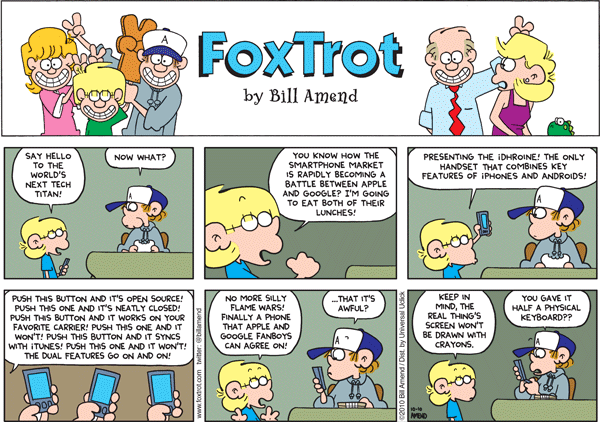 FoxTrot
by Bill Amend
A
SAY HELLO
TO THE
WORLD'S
NEXT TECH
TITAN!
NOW WHAT?
A
YOU KNOW HOW THE
SMARTPHONE MARKET
IS RAPIDLY BECOMING A
BATTLE BETWEEN APPLE
AND GOOGLE? I'M GOING
TO EAT BOTH OF THEIR
LUNCHES!
PRESENTING THE iDHROINE! THE ONLY
HANDSET THAT COMBINES KEY
FEATURES OF iPHONES AND ANDROIDS!
A
PUSH THIS BUTTON AND IT'S OPEN SOURCE!
PUSH THIS ONE AND IT'S NEATLY CLOSED!
PUSH THIS BUTTON AND IT WORKS ON YOUR
FAVORITE CARRIER! PUSH THIS ONE AND IT
WON'T! PUSH THIS BUTTON AND IT SYNCS
WITH iTUNES! PUSH THIS ONE AND IT WON'T!
THE DUAL FEATURES GO ON AND ON!
www.foxtrot.com twitter: @billamend
NO MORE SILLY
FLAME WARS!
FINALLY A PHONE
THAT APPLE AND
GOOGLE FANBOYS
CAN AGREE ON!
...THAT IT'S
AWFUL?
A
©2010 Bill Amend / Dist. by Universal Uclick
KEEP IN
MIND, THE
REAL THING'S
SCREEN WON'T
BE DRAWN WITH
CRAYONS.
YOU GAVE IT
HALF A PHYSICAL
KEYBOARD??
A
10-10
AMEND